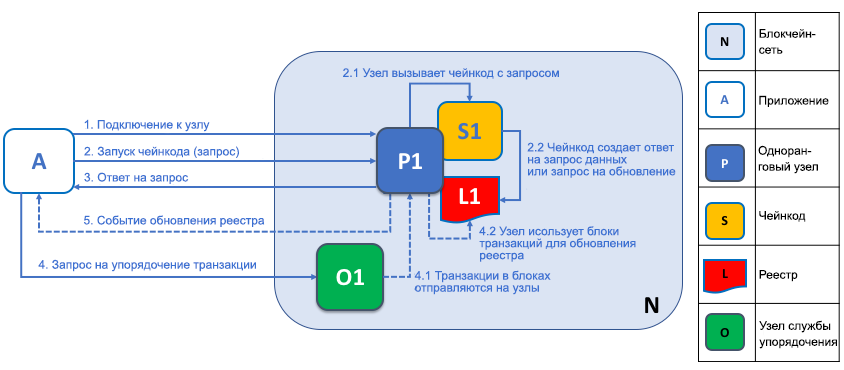 2.1 Узел вызывает чейнкод с запросом
1. Подключение к узлу
2. Запуск чейнкода (запрос)
3. Ответ на запрос
5. Событие обновления реестра
4. Запрос на упорядочение транзакции
A
P1
S1
L1
O1
2.2 Чейнкод создает ответ
на запрос данных
или запрос на обновление
4.2 Узел исользует блоки
транзакций для обновления
реестра
4.1 Транзакции в блоках
отправляются на узлы
N
N
Блокчейн-
сеть
A
Приложение
P
Одноран-
говый узел
S
Чейнкод
L
Реестр
O
Узел службы
упорядочения